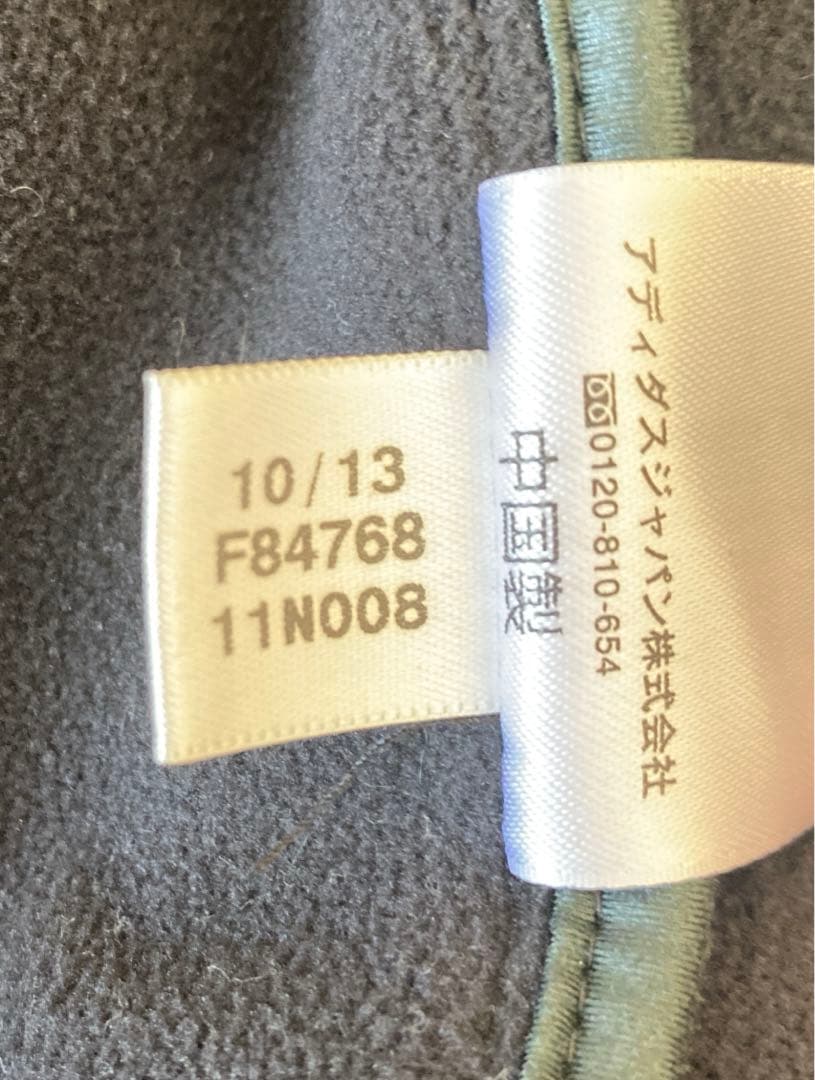 10/13
F84768
11N008
アディダスジャパン株式会社
0120-810-654
中国製